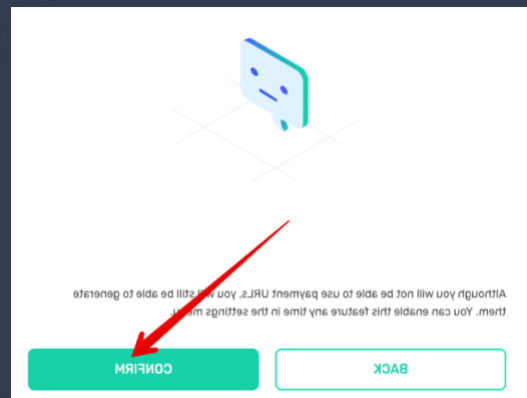 Although you will not be able to use payment URLs, you will still be able to generate
them. You can enable this feature any time in the settings menu.
CONFIRM
BACK